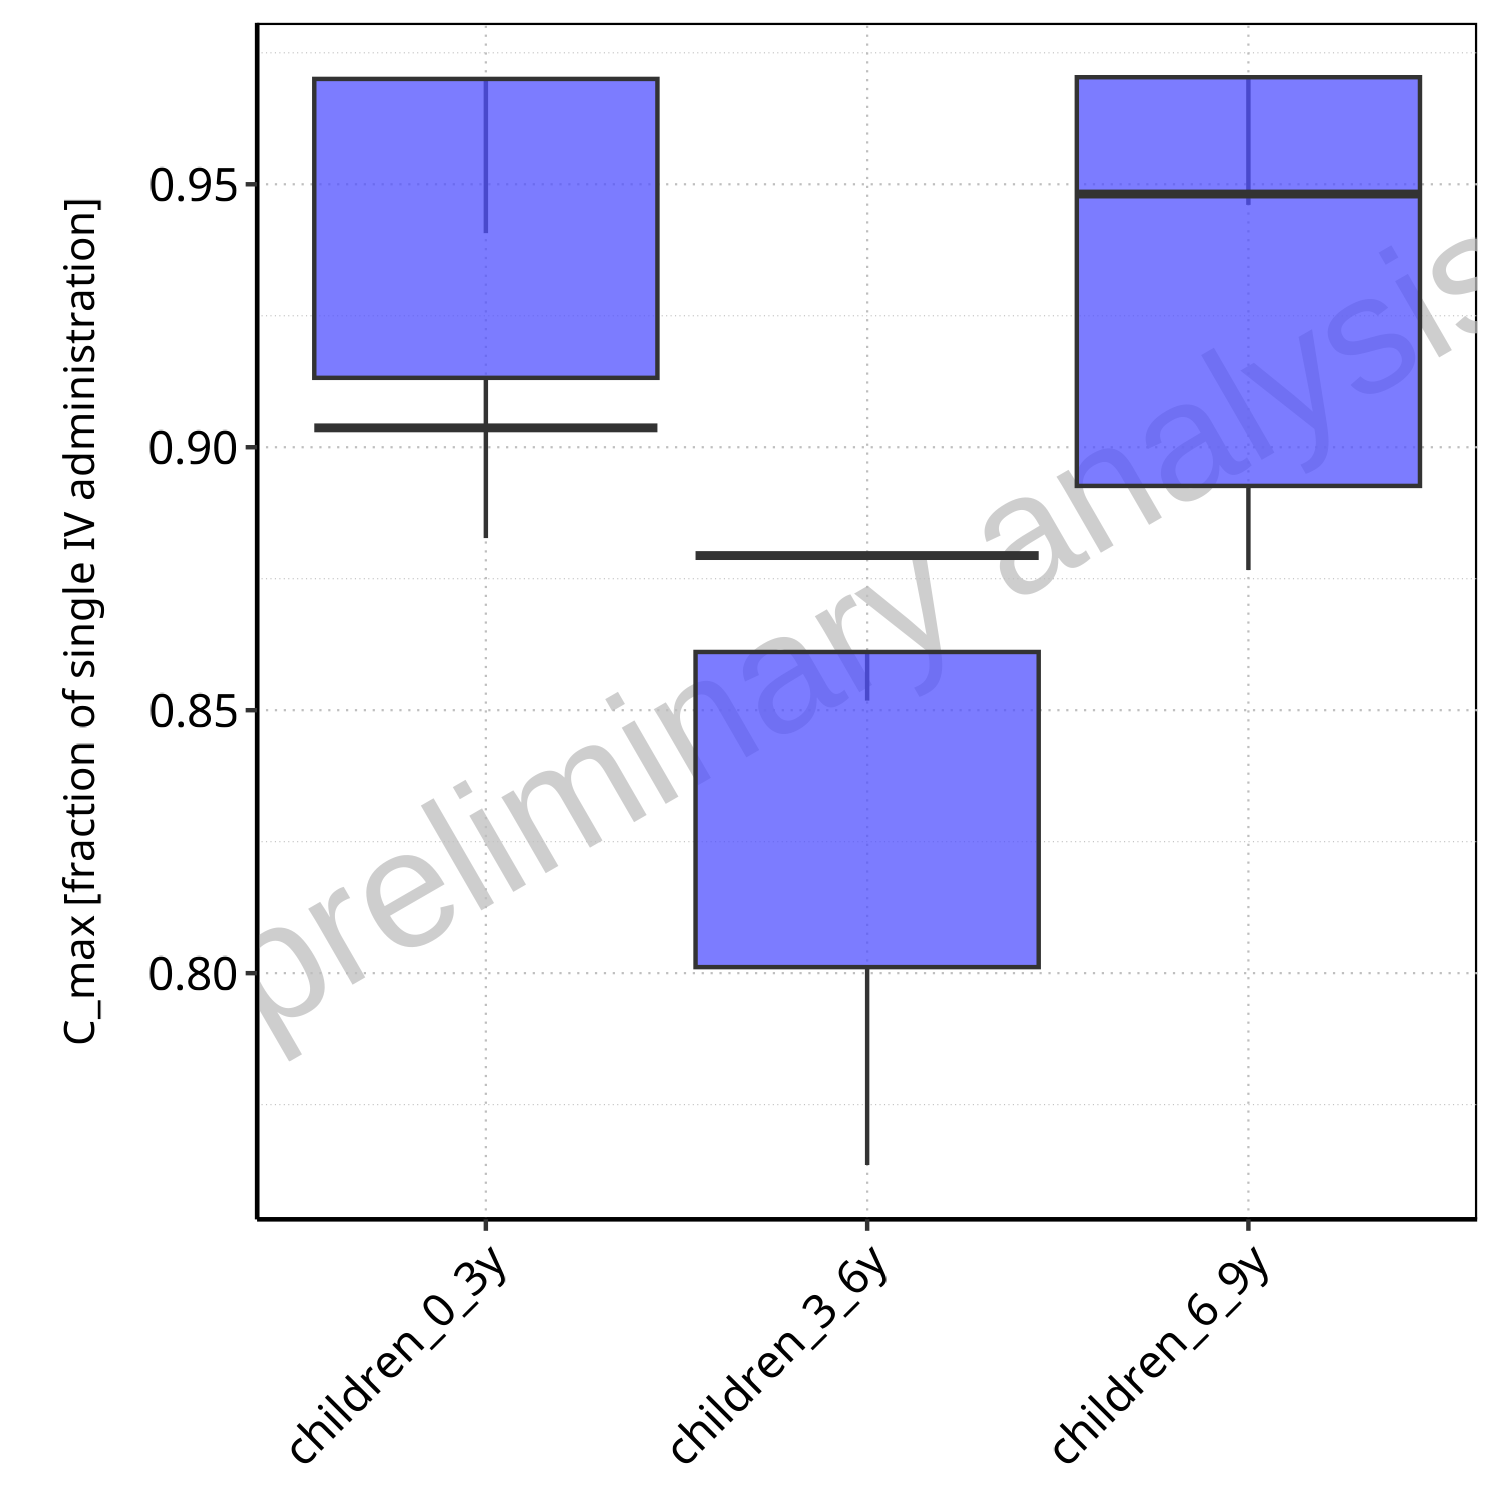 C_max [fraction of single IV administration]
0.95
0.90
0.85
0.80
preliminary analysis
children_0_3y
children_3_6y
children_6_9y